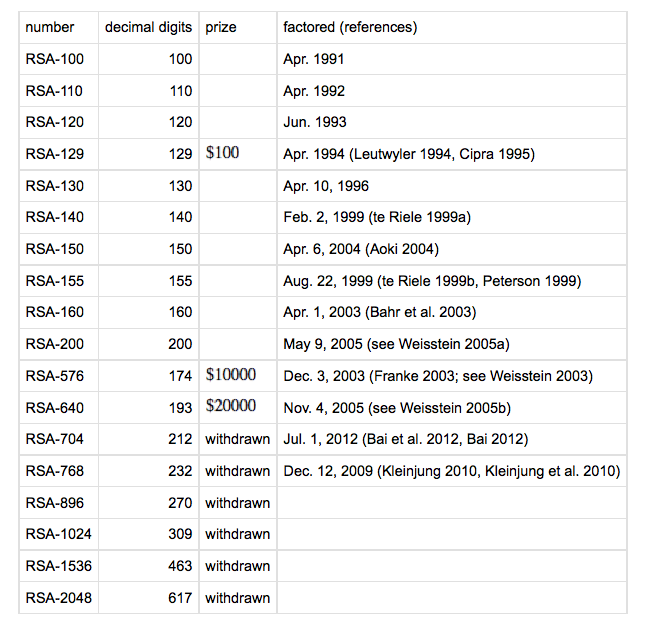 number decimal digits prize factored (references)
RSA-100 100 Apr. 1991
RSA-110 110 Apr. 1992
RSA-120 120 Jun. 1993
RSA-129 129 $100 Apr. 1994 (Leutwyler 1994, Cipra 1995)
RSA-130 130 Apr. 10, 1996
RSA-140 140 Feb. 2, 1999 (te Riele 1999a)
RSA-150 150 Apr. 6, 2004 (Aoki 2004)
RSA-155 155 Aug. 22, 1999 (te Riele 1999b, Peterson 1999)
RSA-160 160 Apr. 1, 2003 (Bahr et al. 2003)
RSA-200 200 May 9, 2005 (see Weisstein 2005a)
RSA-576 174 $10000 Dec. 3, 2003 (Franke 2003; see Weisstein 2003)
RSA-640 193 $20000 Nov. 4, 2005 (see Weisstein 2005b)
RSA-704 212 withdrawn Jul. 1, 2012 (Bai et al. 2012, Bai 2012)
RSA-768 232 withdrawn Dec. 12, 2009 (Kleinjung 2010, Kleinjung et al. 2010)
RSA-896 270 withdrawn
RSA-1024 309 withdrawn
RSA-1536 463 withdrawn
RSA-2048 617 withdrawn